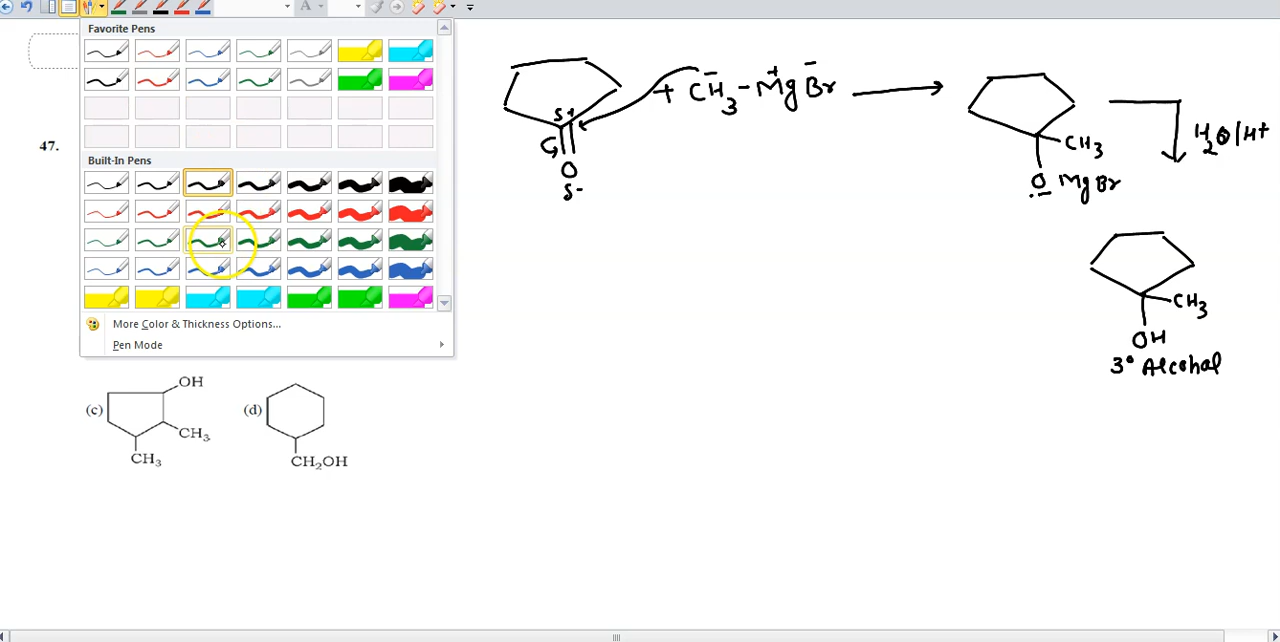 A
Favorite Pens
47.
Built-In Pens
More Color & Thickness Options...
Pen Mode
(c)
OH
CH3
CH3
(d)
CH2OH
S+
O
S-
+ CH3-MgBr
- + -
CH3
O MgBr
H2O/H+
CH3
OH
3° Alcohal